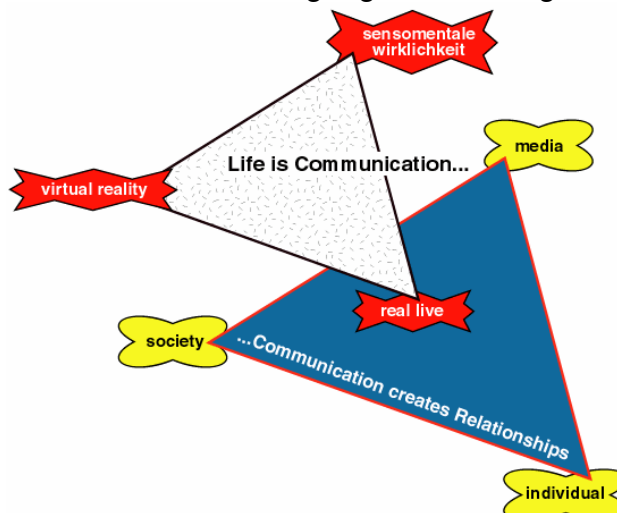 sensomentale
wirklichkeit
media
Life is Communication...
virtual reality
real live
society
...Communication creates Relationships
individual